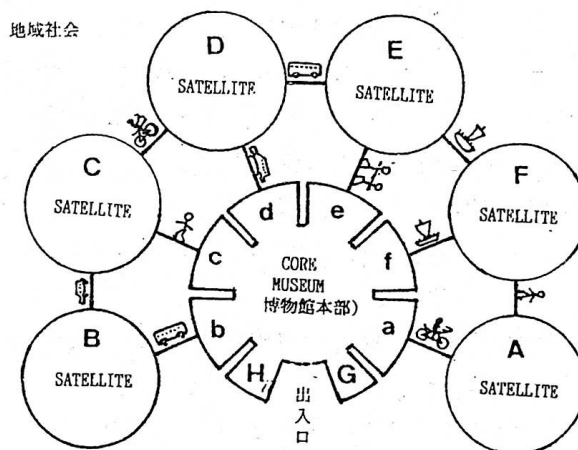 地域社会
D
SATELLITE
E
SATELLITE
C
SATELLITE
F
SATELLITE
d
e
c
f
CORE
MUSEUM
博物館本部)
b
a
B
SATELLITE
A
SATELLITE
H
G
出入口